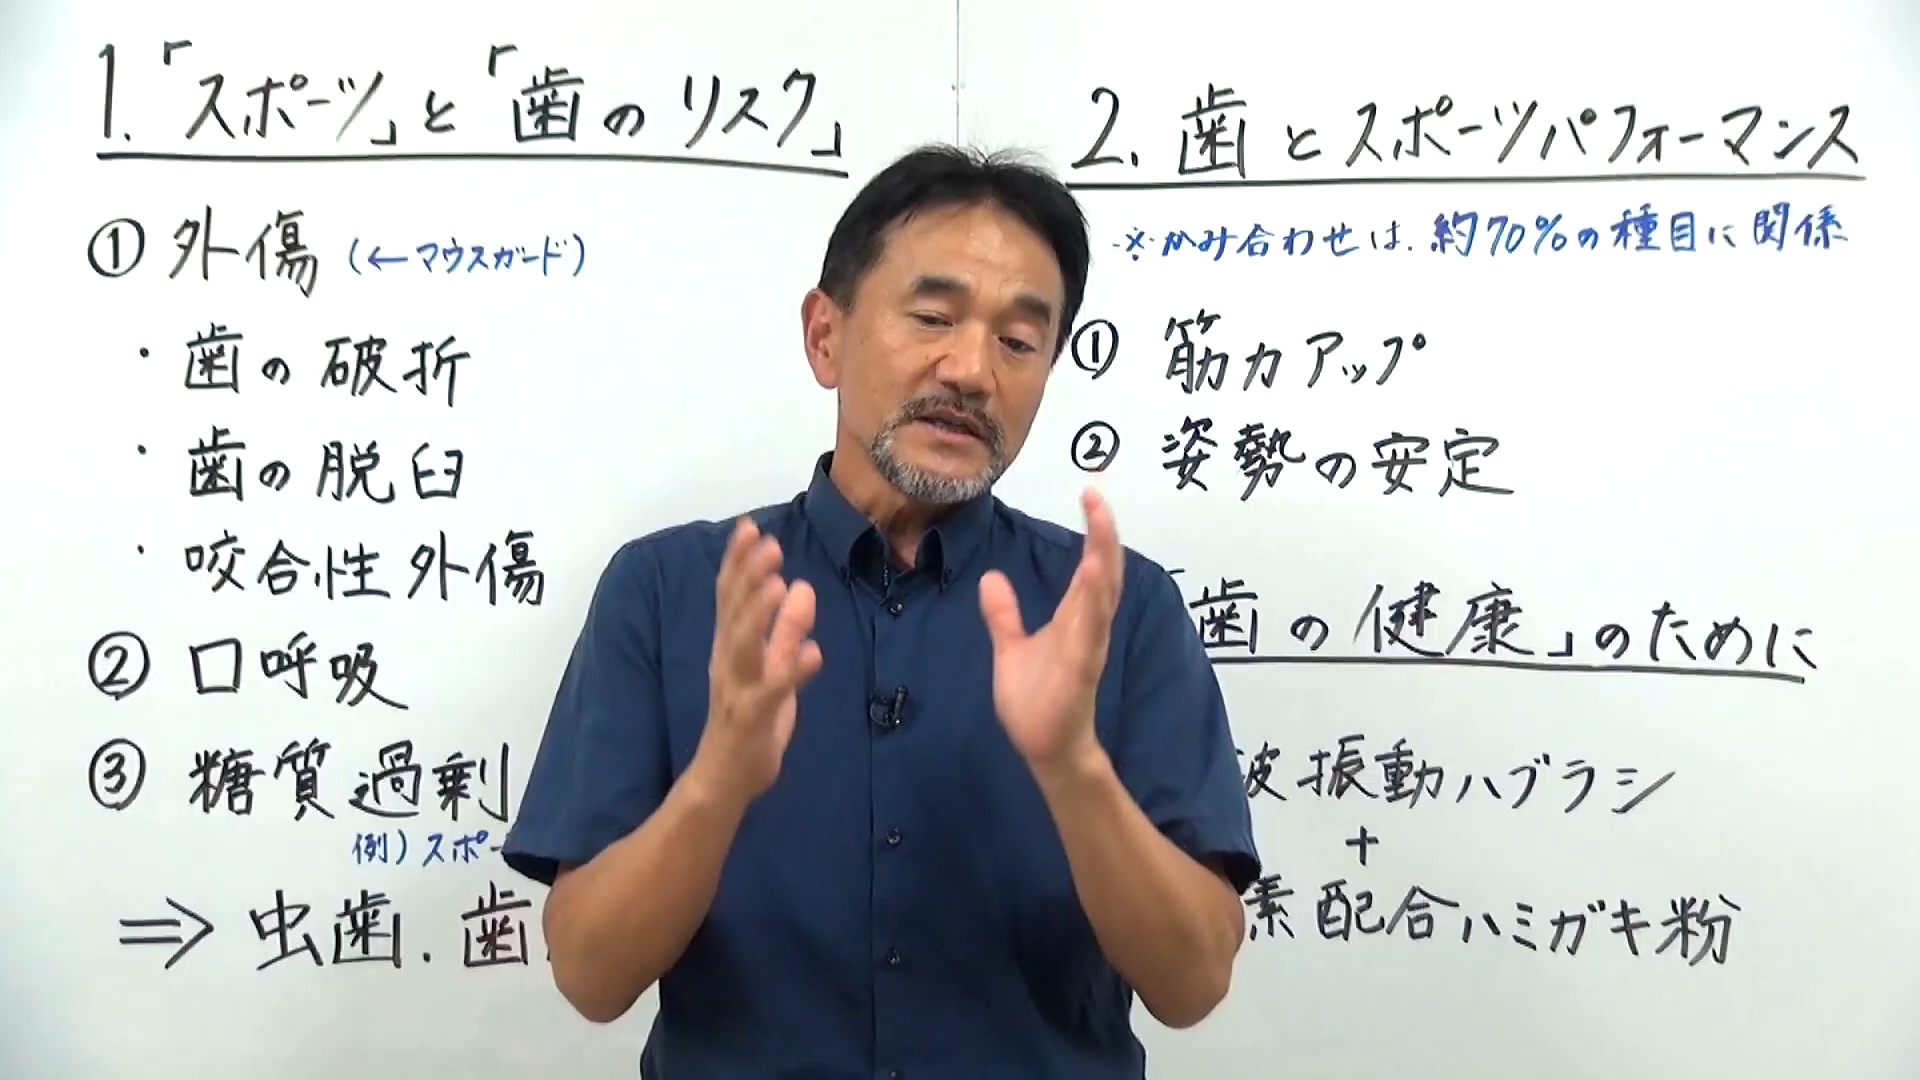 1.「スポーツ」と「歯のリスク」
① 外傷 (←マウスガード)
・歯の破折
・歯の脱臼
・咬合性外傷
② 口呼吸
③ 糖質過剰
例)スポー
⇒ 虫歯.歯
2. 歯とスポーツパフォーマンス
※かみ合わせは、約70%の種目に関係
① 筋力アップ
② 姿勢の安定
「歯の健康」のために
波振動ハブラシ
+
素配合ハミガキ粉